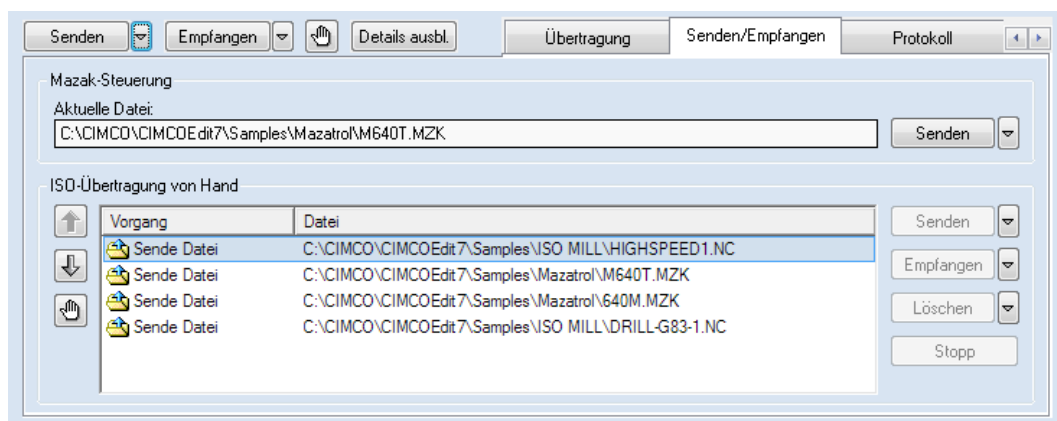 Senden Empfangen Details ausbl. Übertragung Senden/Empfangen Protokoll
Mazak-Steuerung
Aktuelle Datei:
C:\CIMCO\CIMCOEdit7\Samples\Mazatrol\M640T.MZK Senden
ISO-Übertragung von Hand
Vorgang Datei Senden
Sende Datei C:\CIMCO\CIMCOEdit7\Samples\ISO MILL\HIGHSPEED1.NC
Sende Datei C:\CIMCO\CIMCOEdit7\Samples\Mazatrol\M640T.MZK Empfangen
Sende Datei C:\CIMCO\CIMCOEdit7\Samples\Mazatrol\640M.MZK Löschen
Sende Datei C:\CIMCO\CIMCOEdit7\Samples\ISO MILL\DRILL-G83-1.NC
Stopp